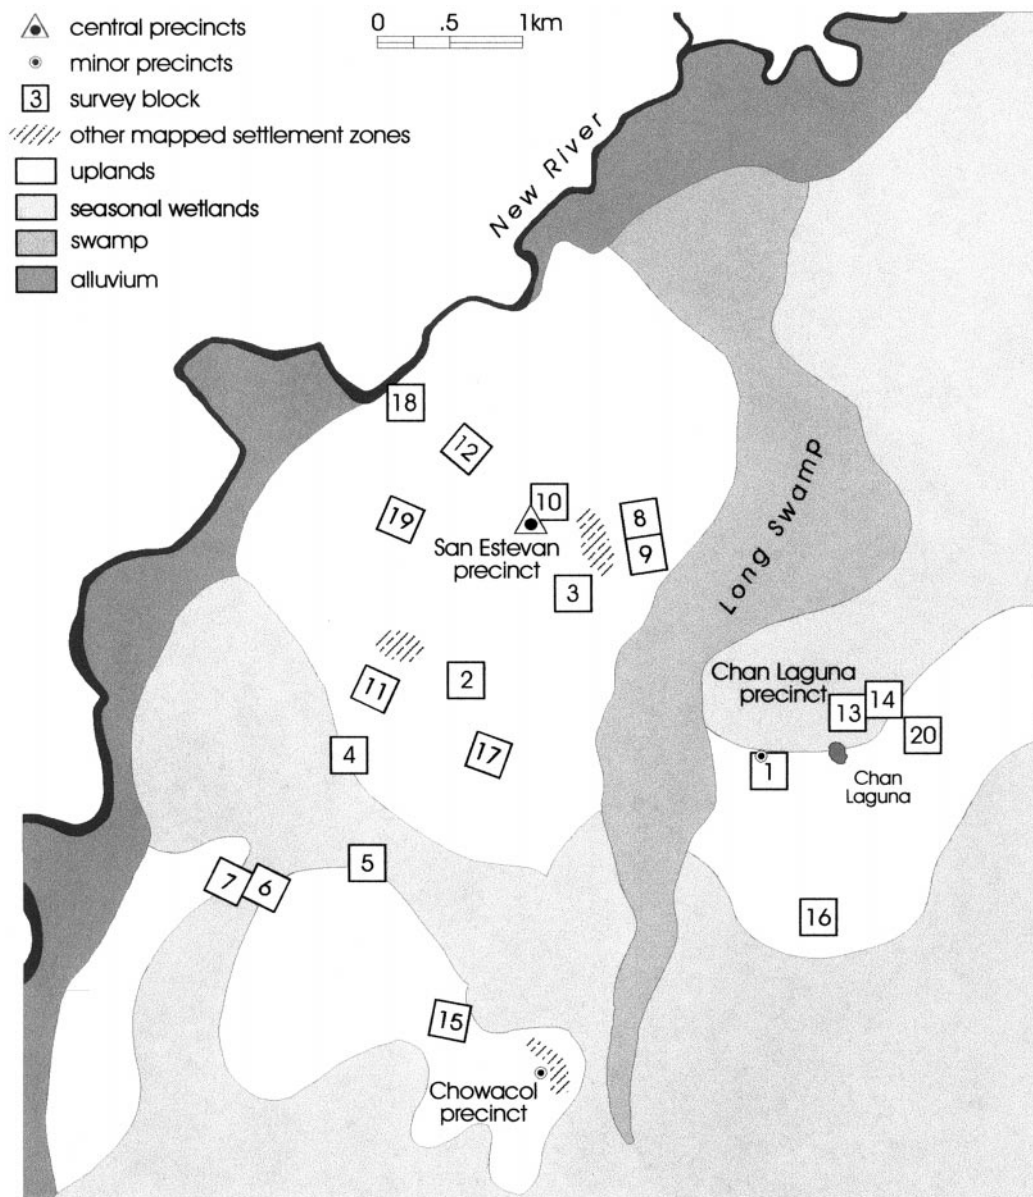 central precincts
minor precincts
3 survey block
other mapped settlement zones
uplands
seasonal wetlands
swamp
alluvium
0 .5 1km
New River
18
12
10
19
San Estevan
precinct
8
9
3
Long Swamp
11
2
Chan Laguna
precinct
14
13
20
4
17
1
Chan
Laguna
5
7
6
16
15
Chowacol
precinct